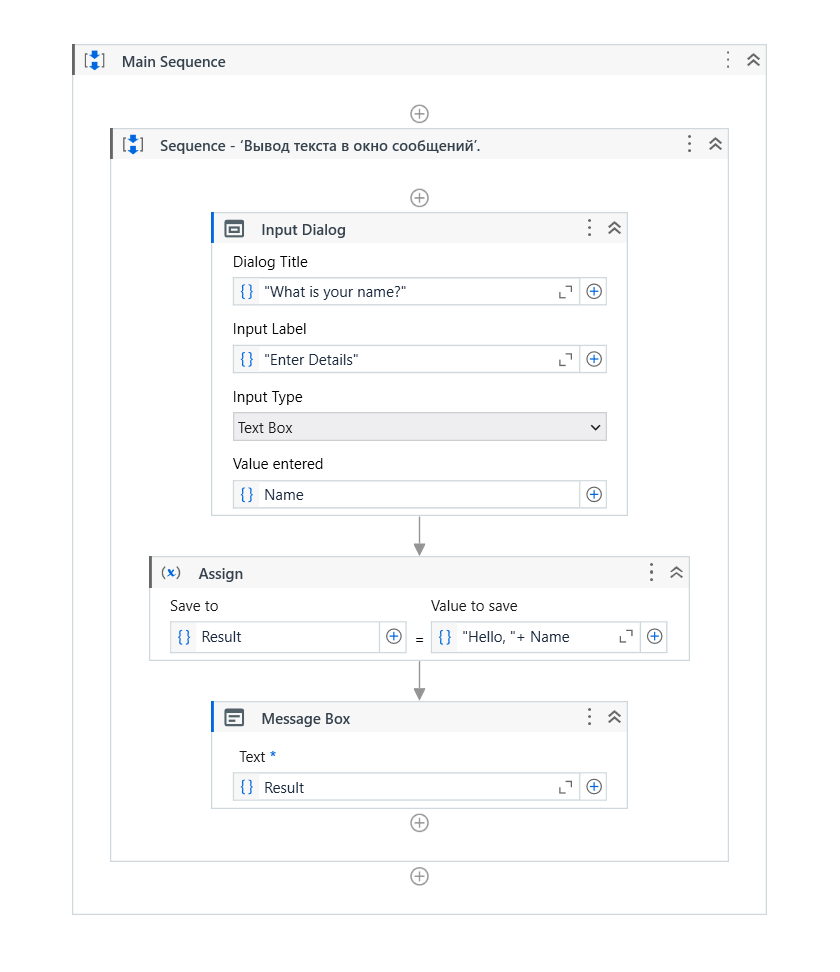 Main Sequence
Sequence - ‘Вывод текста в окно сообщений’.
Input Dialog
Dialog Title
{} "What is your name?"
Input Label
{} "Enter Details"
Input Type
Text Box
Value entered
{} Name
(x) Assign
Save to Value to save
{} Result = {} "Hello, "+ Name
Message Box
Text *
{} Result